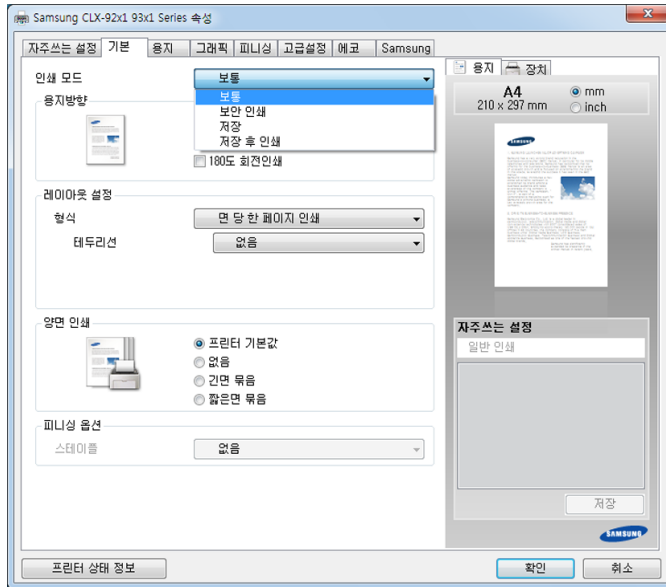 Samsung CLX-92x1 93x1 Series 속성
자주쓰는 설정 기본 용지 그래픽 피니싱 고급설정 에코 Samsung
인쇄 모드 보통
보통
보안 인쇄
저장
저장 후 인쇄
용지방향
180도 회전인쇄
레이아웃 설정
형식 면 당 한 페이지 인쇄
테두리선 없음
양면 인쇄
프린터 기본값
없음
긴면 묶음
짧은면 묶음
피니싱 옵션
스테이플 없음
용지 장치
A4
210 x 297 mm
mm
inch
자주쓰는 설정
일반 인쇄
저장
SAMSUNG
프린터 상태 정보 확인 취소